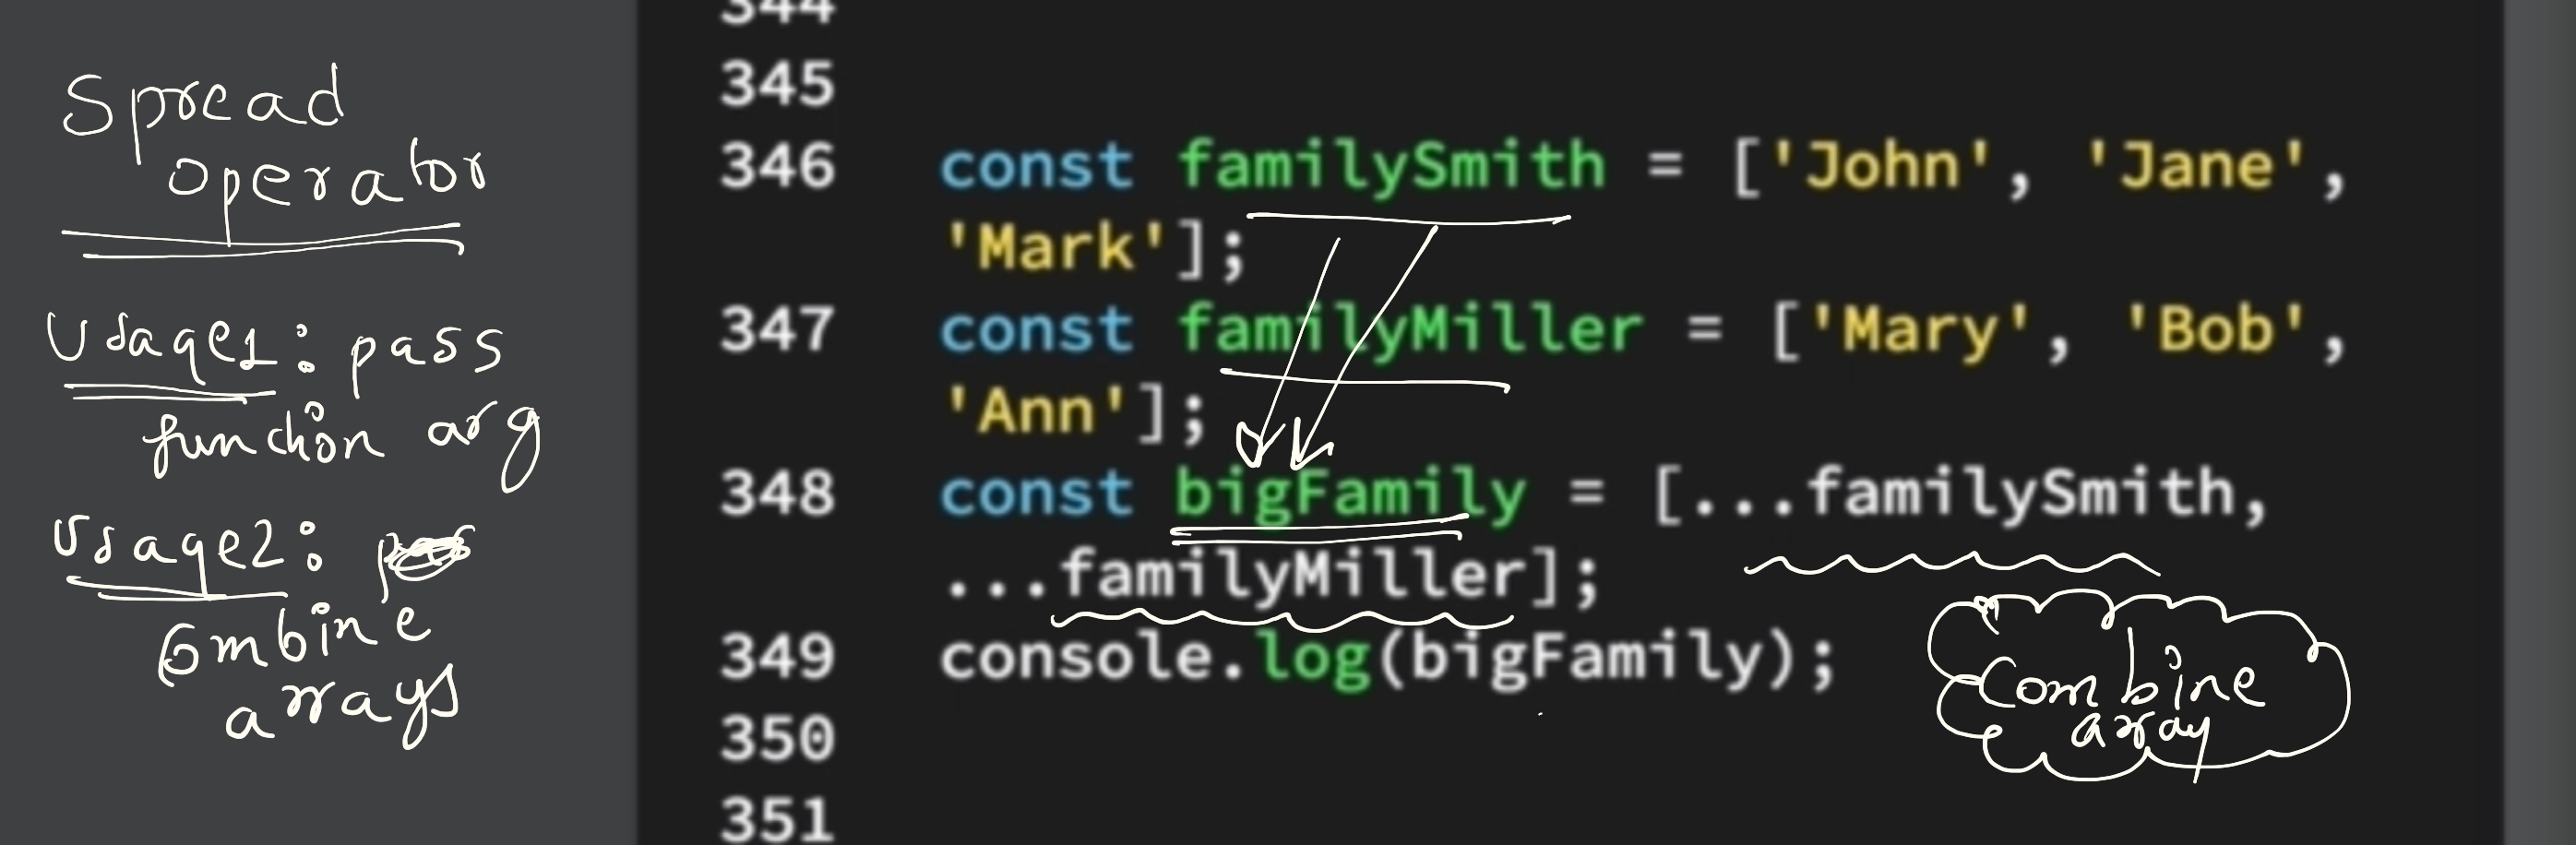 Spread
operator
Usage1: pass
function arg
Usage2:
Combine
arrays
344
345
346 const familySmith = ['John', 'Jane',
'Mark'];
347 const familyMiller = ['Mary', 'Bob',
'Ann'];
348 const bigFamily = [...familySmith,
...familyMiller];
349 console.log(bigFamily);
350
351
Combine
array